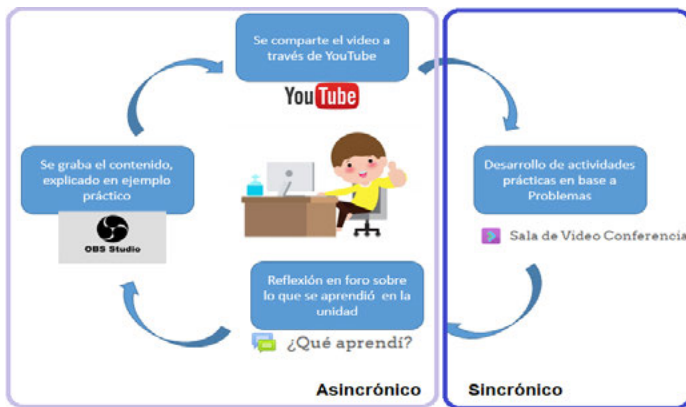 Se comparte el video a
través de YouTube
YouTube
Se graba el contenido,
explicado en ejemplo
práctico
OBS Studio
Desarrollo de actividades
prácticas en base a
Problemas
Sala de Video Conferencia
Reflexión en foro sobre
lo que se aprendió en la
unidad
¿Qué aprendí?
Asincrónico
Sincrónico